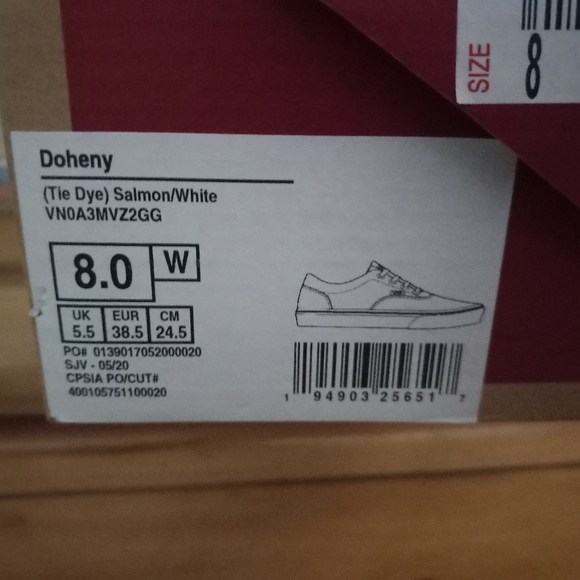 SIZE
8
Doheny
(Tie Dye) Salmon/White
VN0A3MVZ2GG
8.0 W
UK EUR CM
5.5 38.5 24.5
PO# 0139017052000020
SJV - 05/20
CPSIA PO/CUT#
400105751100020
1 94903 25651 7